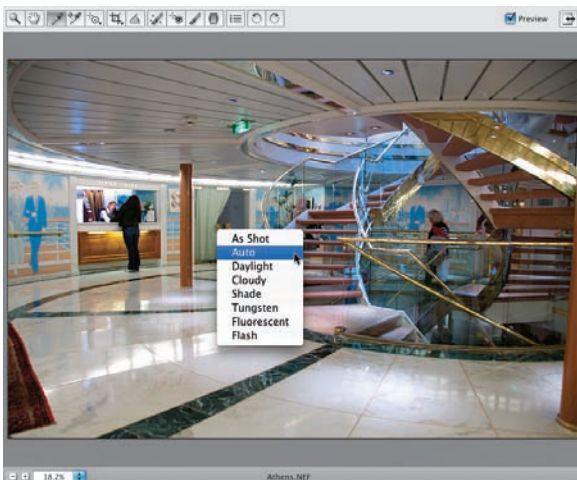 Preview
As Shot
Auto
Daylight
Cloudy
Shade
Tungsten
Fluorescent
Flash
18.2%
Athens.NEF